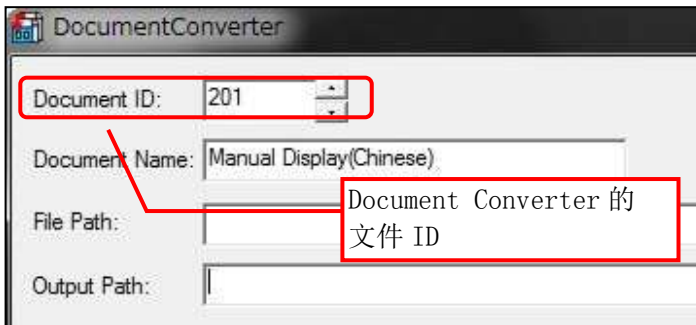 DocumentConverter
Document ID: 201
Document Name: Manual Display(Chinese)
Document Converter 的
文件 ID
File Path:
Output Path: